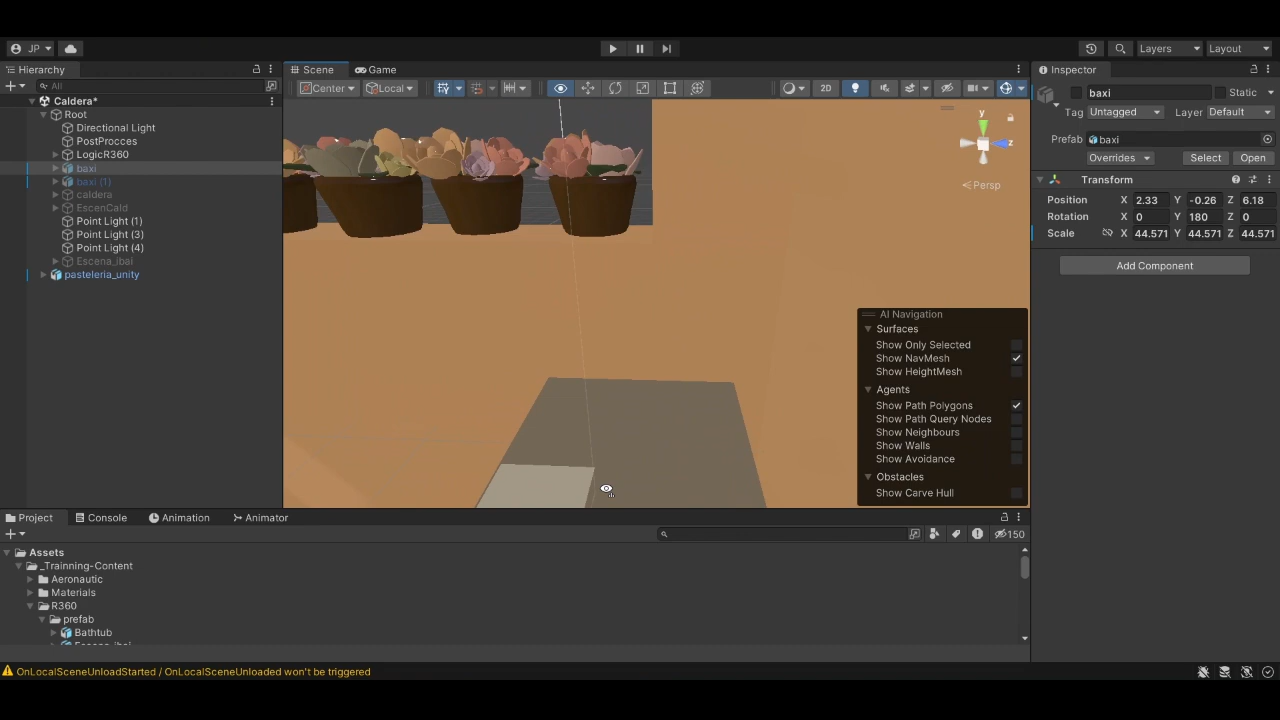 JP
Layers
Layout
Hierarchy
Scene
Game
Inspector
All
Center
Local
2D
baxi
Static
Caldera*
Tag Untagged
Layer Default
Root
Directional Light
Prefab baxi
PostProcces
Overrides
Select
Open
LogicR360
baxi
Transform
baxi (1)
Persp
caldera
Position X 2.33 Y -0.26 Z 6.18
EscenCald
Rotation X 0 Y 180 Z 0
Point Light (1)
Scale X 44.571 Y 44.571 Z 44.571
Point Light (3)
Point Light (4)
Escena_ibai
Add Component
pasteleria_unity
y
z
AI Navigation
Surfaces
Show Only Selected
Show NavMesh
Show HeightMesh
Agents
Show Path Polygons
Show Path Query Nodes
Show Neighbours
Show Walls
Show Avoidance
Obstacles
Show Carve Hull
Project
Console
Animation
Animator
150
Assets
_Trainning-Content
Aeronautic
Materials
R360
prefab
Bathtub
Escena_ibai
OnLocalSceneUnloadStarted / OnLocalSceneUnloaded won't be triggered